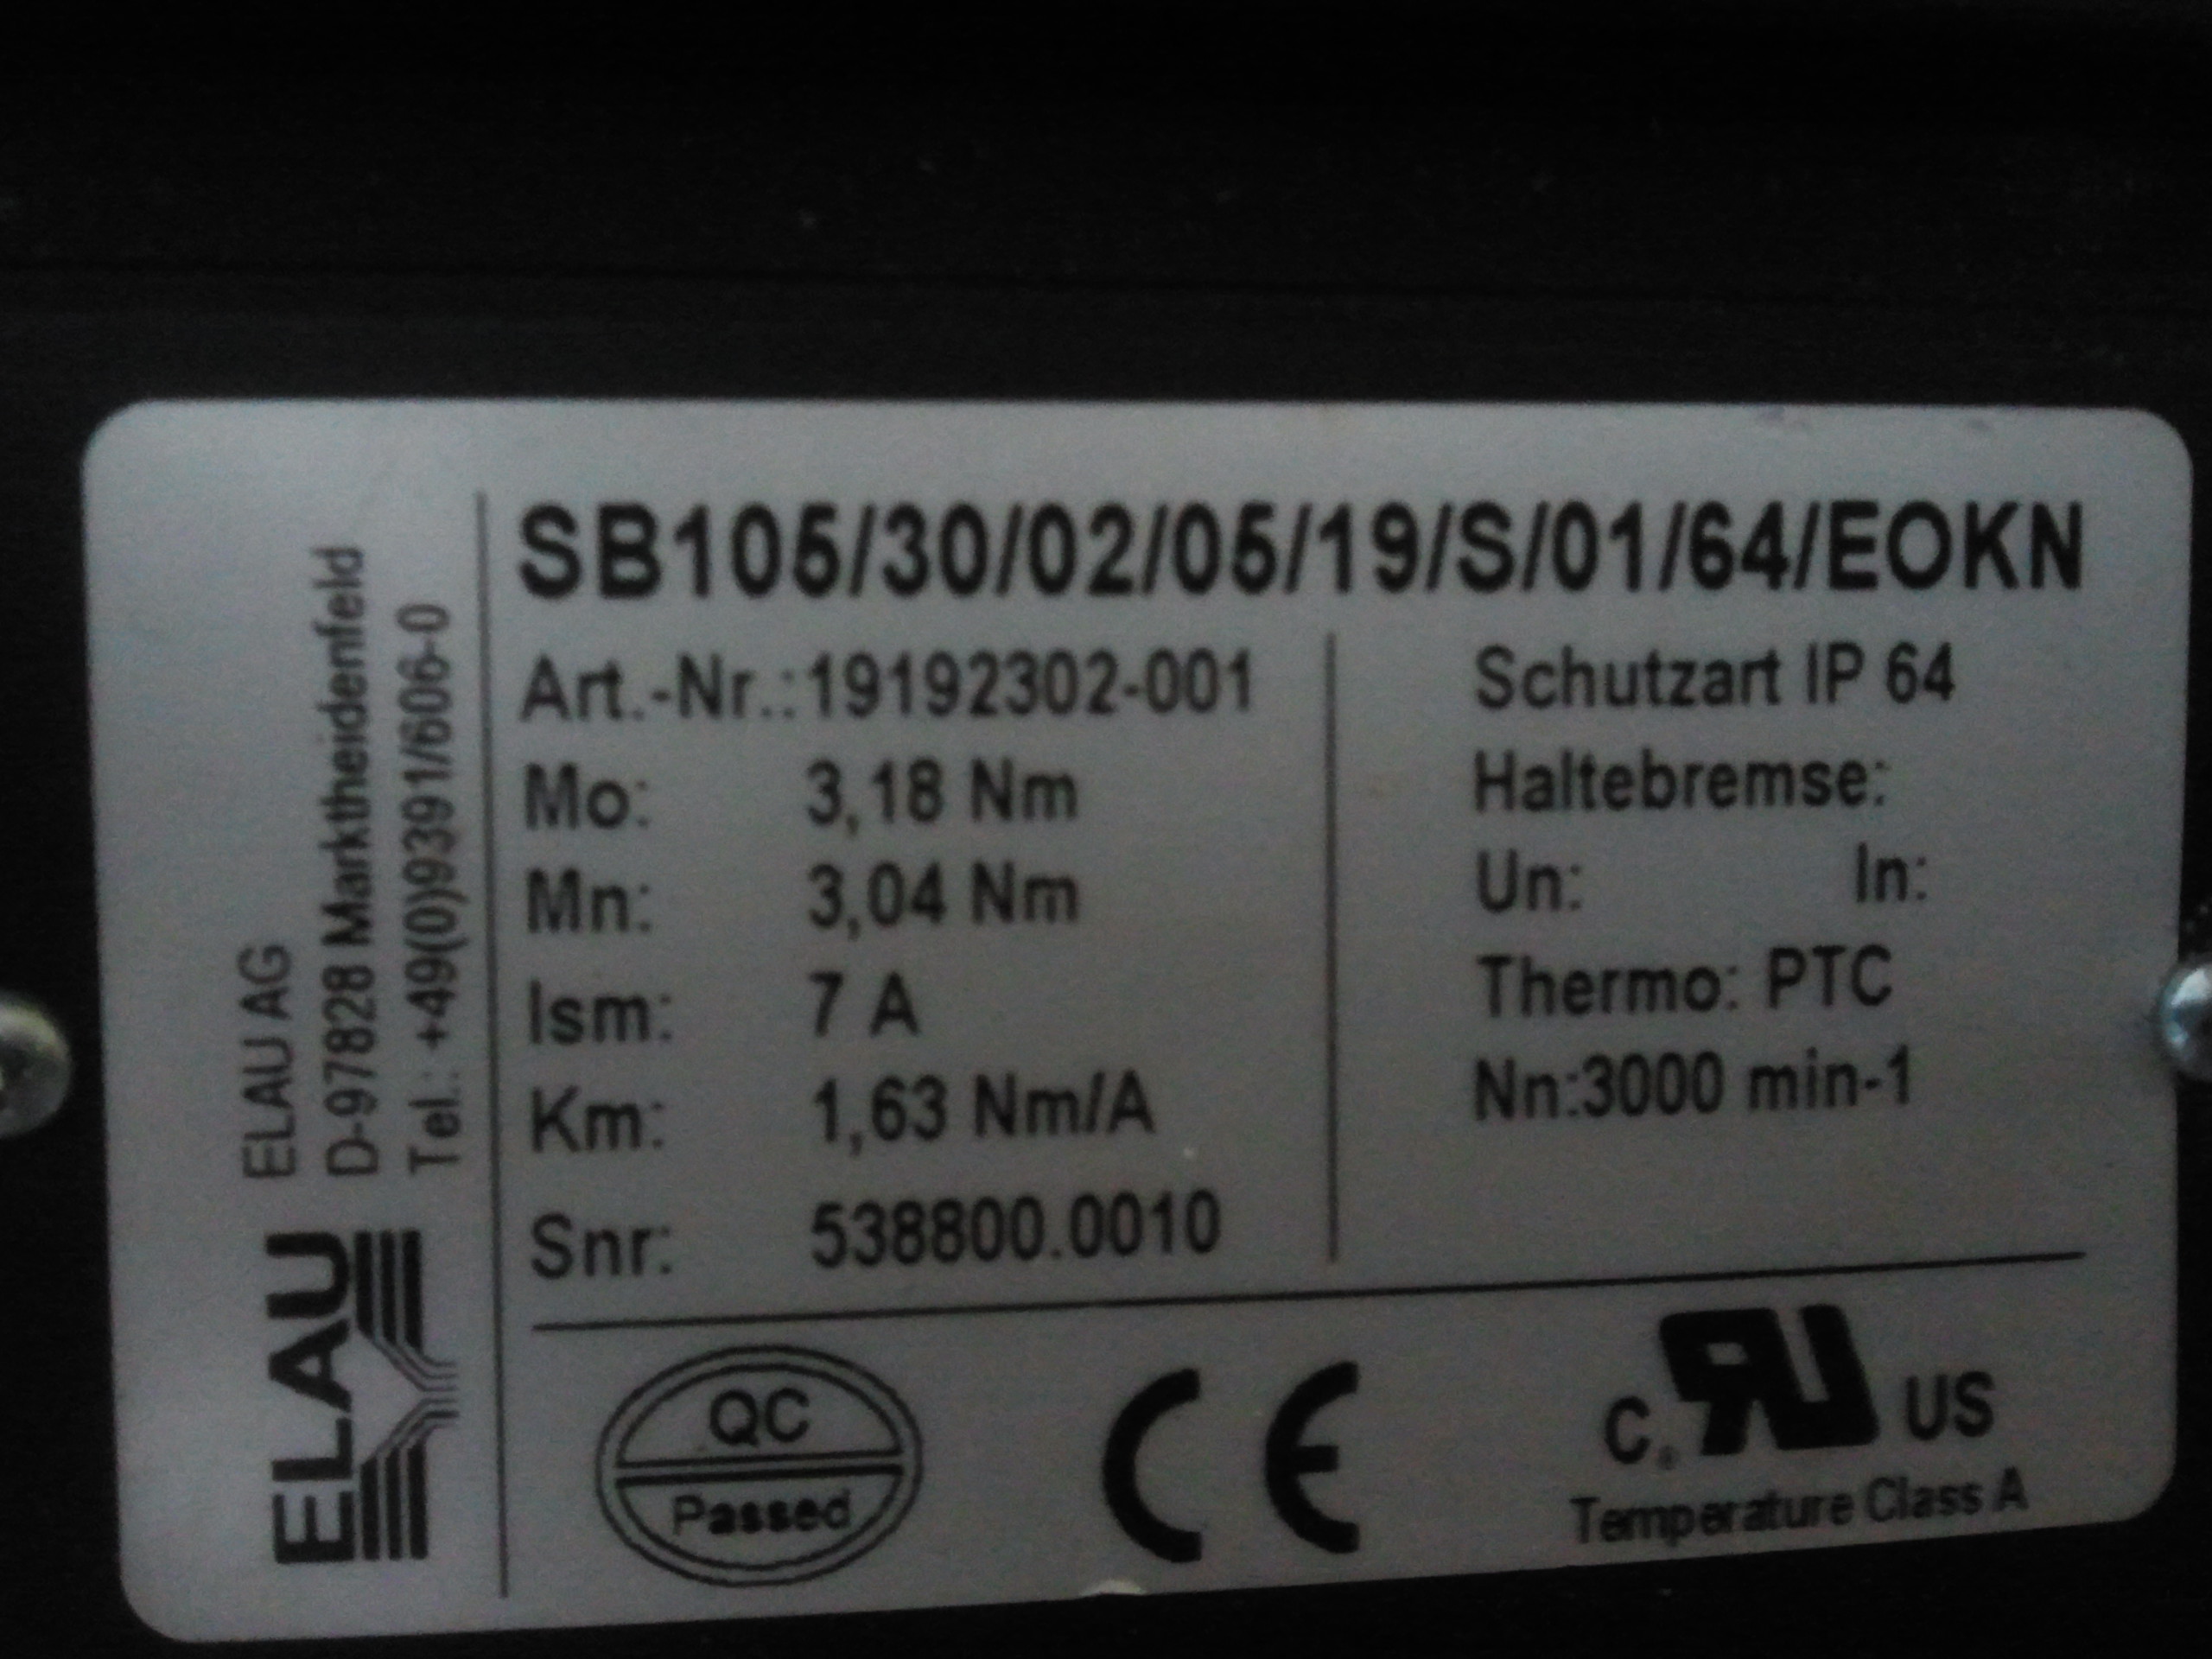 SB105/30/02/05/19/S/01/64/EOKN
Art.-Nr.:19192302-001
Mo: 3,18 Nm
Mn: 3,04 Nm
Ism: 7 A
Km: 1,63 Nm/A
Snr: 538800.0010
Schutzart IP 64
Haltebremse:
Un: In:
Thermo: PTC
Nn:3000 min-1
ELAU
ELAU AG
D-97828 Marktheidenfeld
Tel.: +49(0)9391/606-0
QC
Passed
CE
C RU US
Temperature Class A